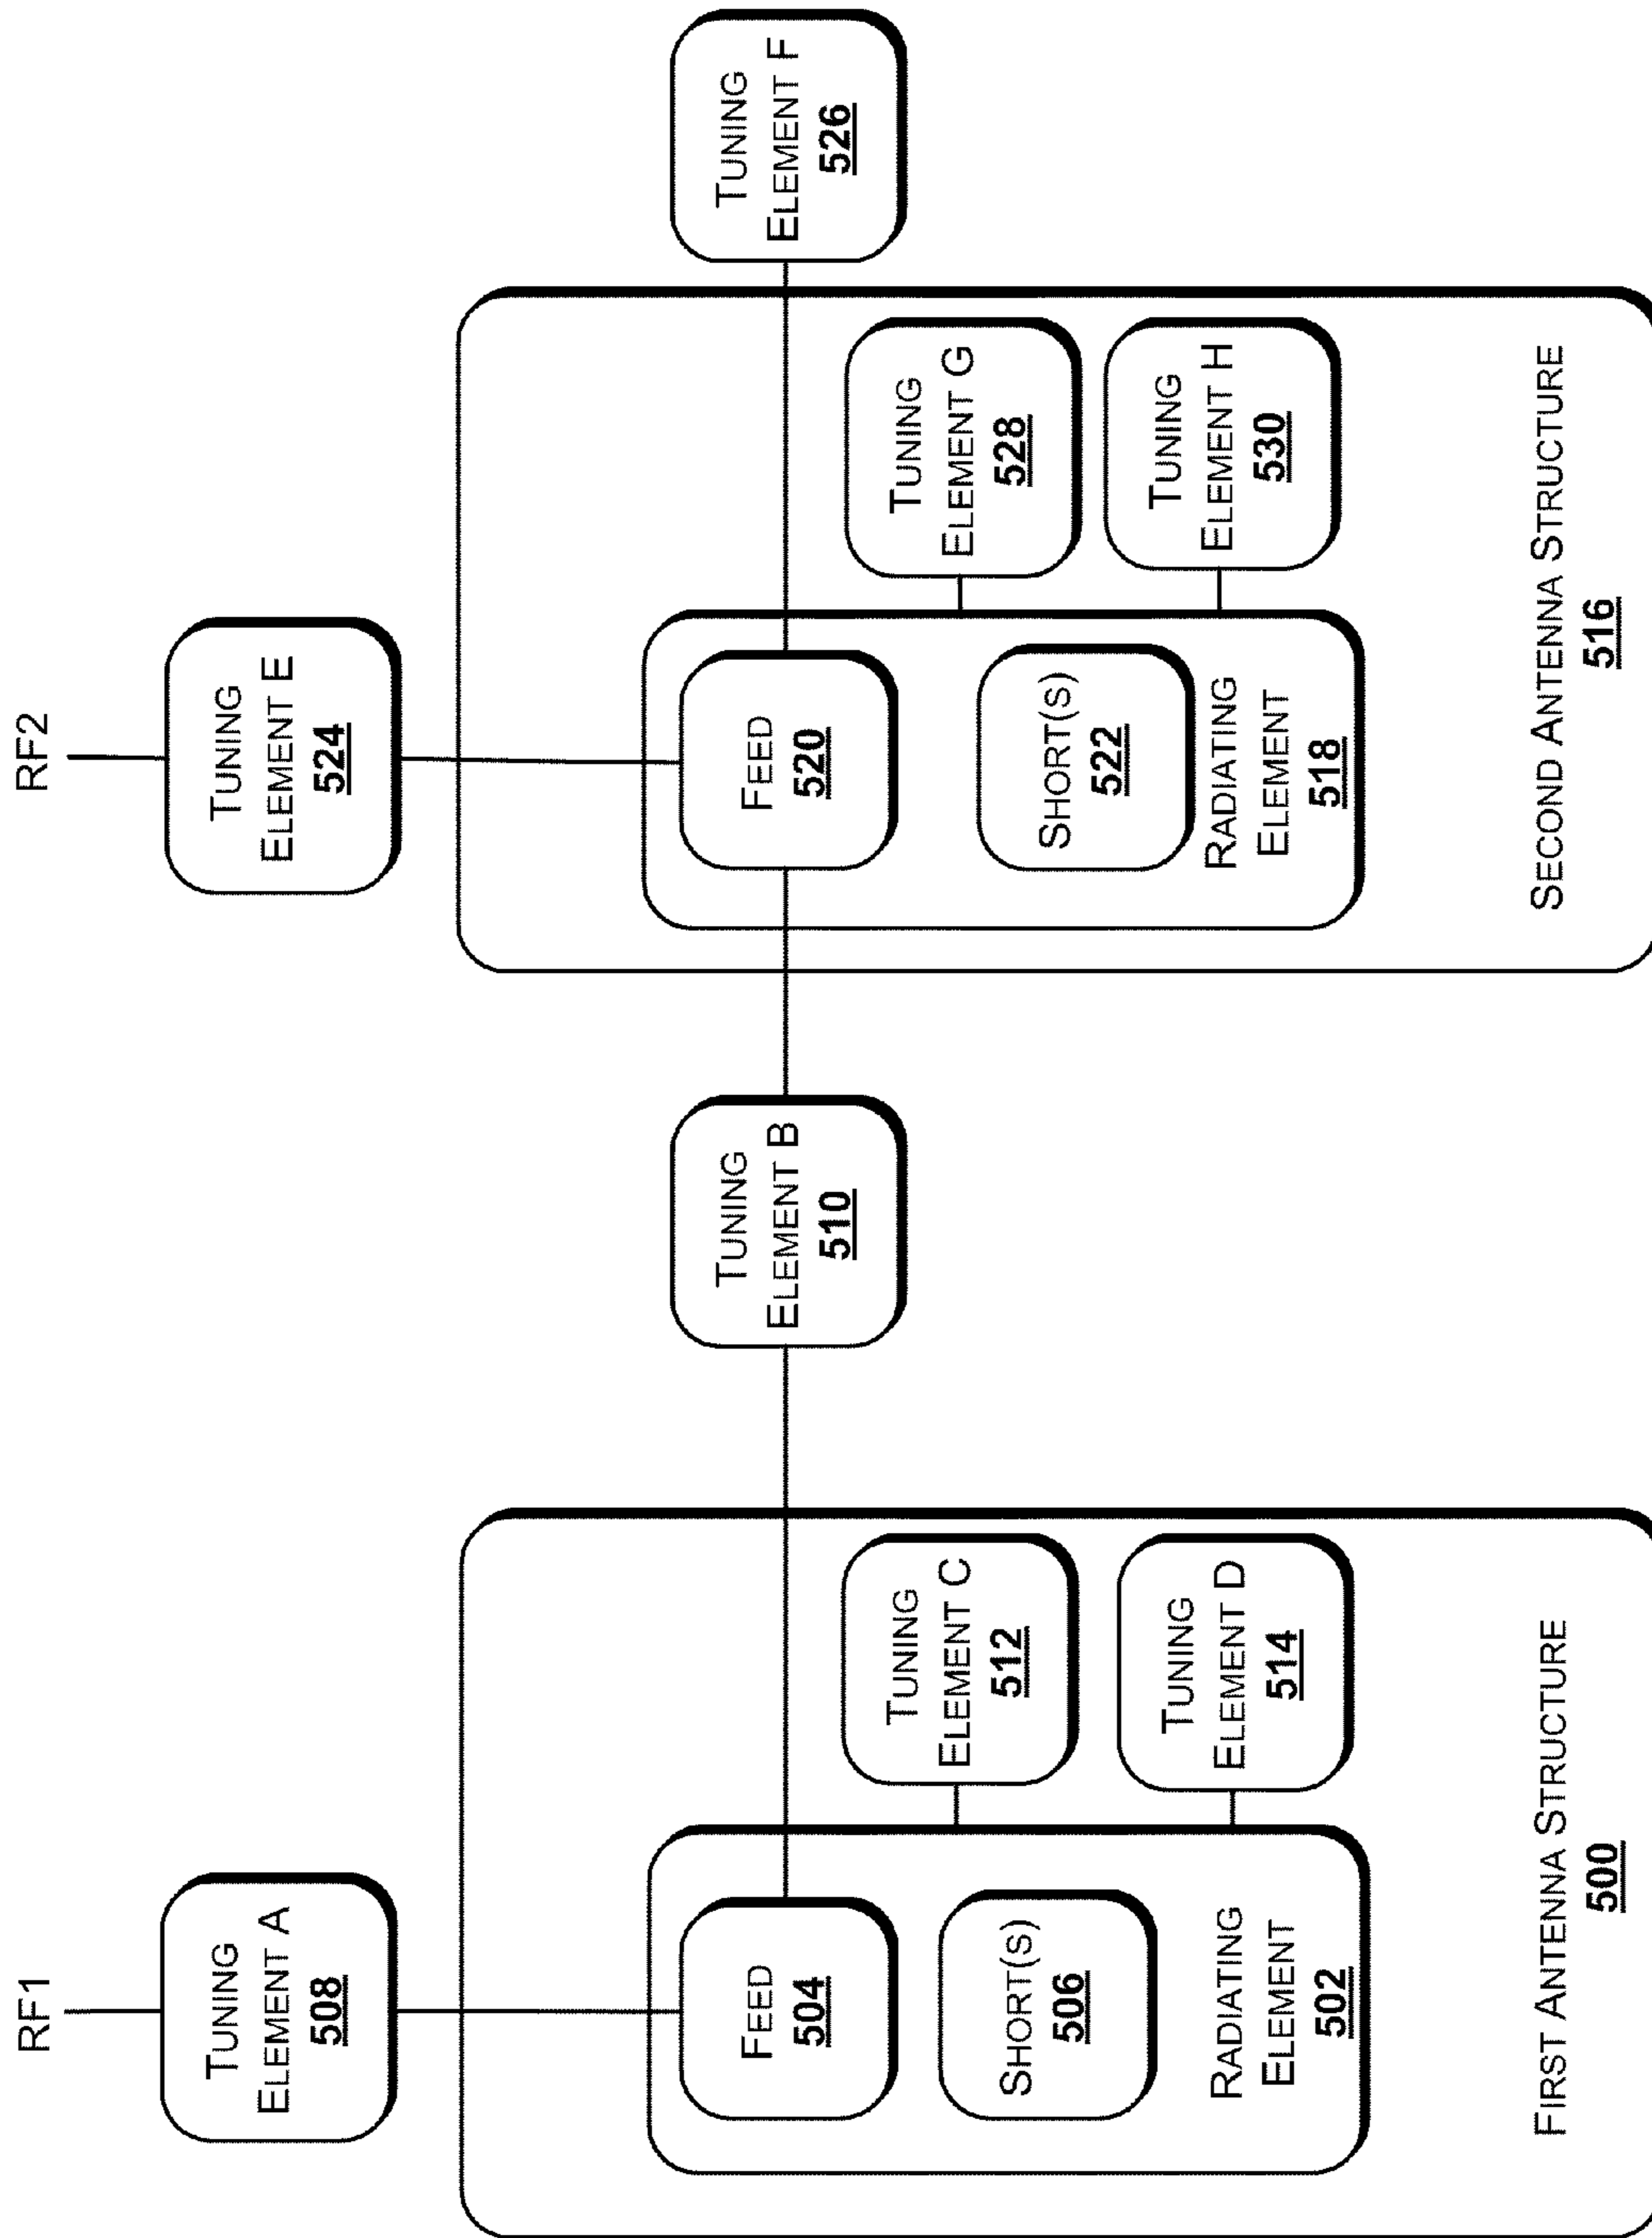 RF1
TUNING
ELEMENT A
508
FEED
504
SHORT(S)
506
RADIATING
ELEMENT
502
TUNING
ELEMENT C
512
TUNING
ELEMENT D
514
FIRST ANTENNA STRUCTURE
500
TUNING
ELEMENT B
510
RF2
TUNING
ELEMENT E
524
FEED
520
SHORT(S)
522
RADIATING
ELEMENT
518
TUNING
ELEMENT G
528
TUNING
ELEMENT H
530
SECOND ANTENNA STRUCTURE
516
TUNING
ELEMENT F
526